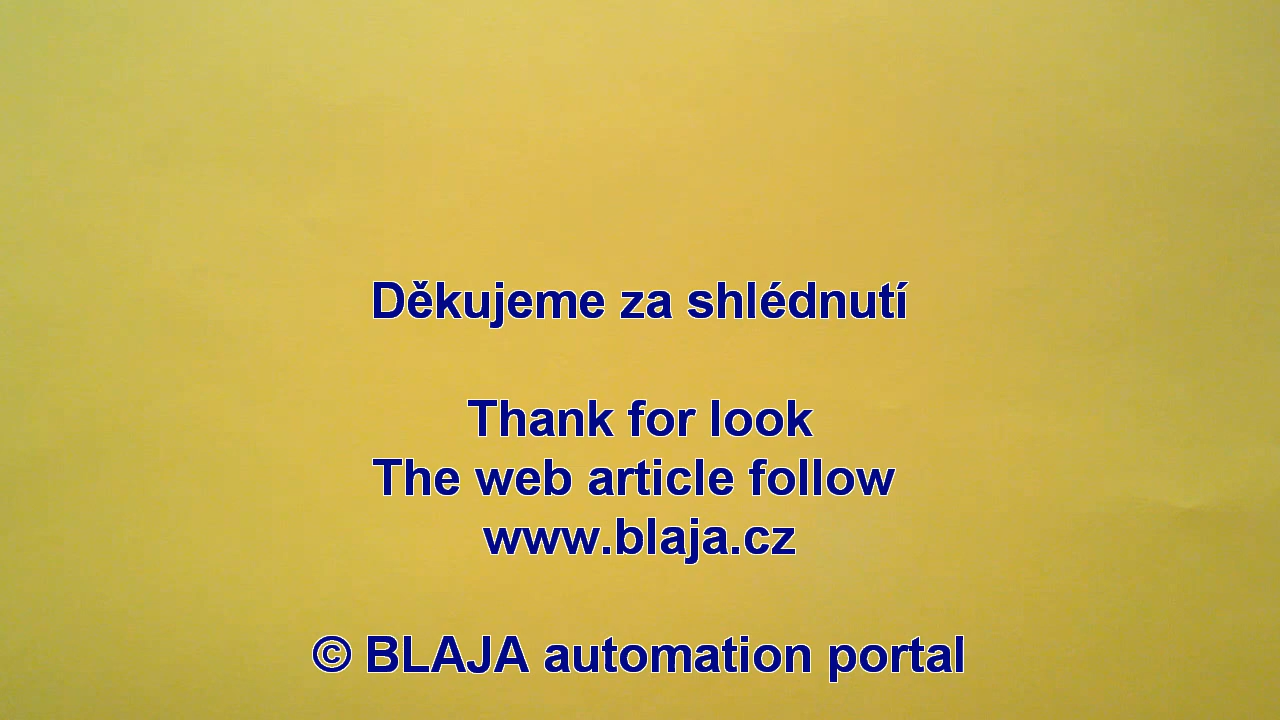 Děkujeme za shlédnutí
Thank for look
The web article follow
www.blaja.cz
© BLAJA automation portal